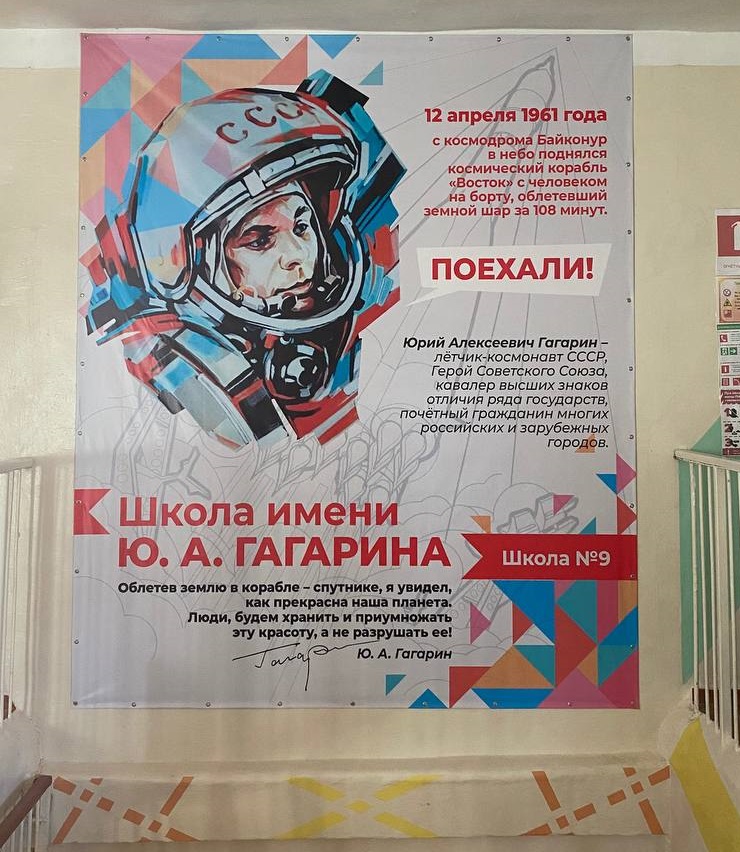 СССР
12 апреля 1961 года
с космодрома Байконур
в небо поднялся
космический корабль
«Восток» с человеком
на борту, облетевший
земной шар за 108 минут.
ПОЕХАЛИ!
Юрий Алексеевич Гагарин –
лётчик-космонавт СССР,
Герой Советского Союза,
кавалер высших знаков
отличия ряда государств,
почётный гражданин многих
российских и зарубежных
городов.
Школа имени
Ю. А. ГАГАРИНА
Школа №9
Облетев землю в корабле – спутнике, я увидел,
как прекрасна наша планета.
Люди, будем хранить и приумножать
эту красоту, а не разрушать ее!
Ю. А. Гагарин